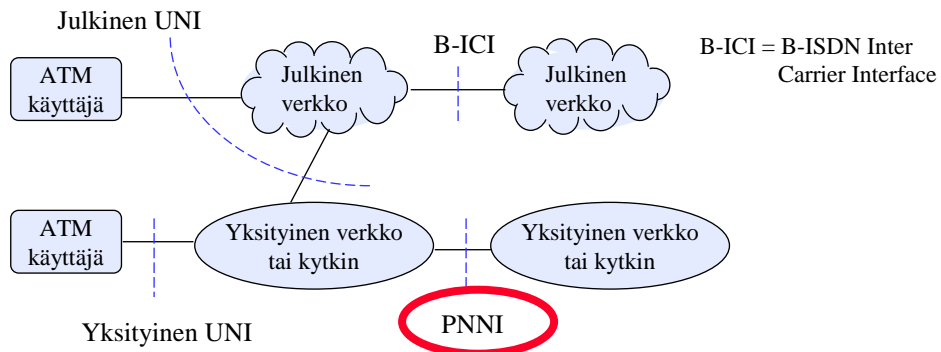 Julkinen UNI
B-ICI
B-ICI = B-ISDN Inter
Carrier Interface
ATM
käyttäjä
Julkinen
verkko
Julkinen
verkko
ATM
käyttäjä
Yksityinen verkko
tai kytkin
Yksityinen verkko
tai kytkin
Yksityinen UNI
PNNI